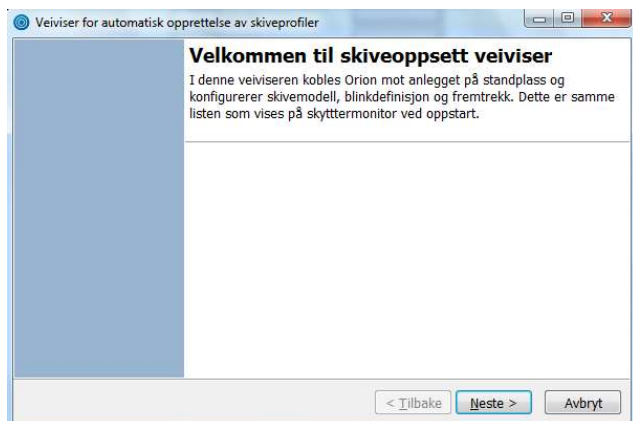 Veiviser for automatisk opprettelse av skiveprofiler
Velkommen til skiveoppsett veiviser
I denne veiviseren kobles Orion mot anlegget på standplass og
konfigurerer skivemodell, blinkdefinisjon og fremtrekk. Dette er samme
listen som vises på skytttermonitor ved oppstart.
< Tilbake Neste > Avbryt